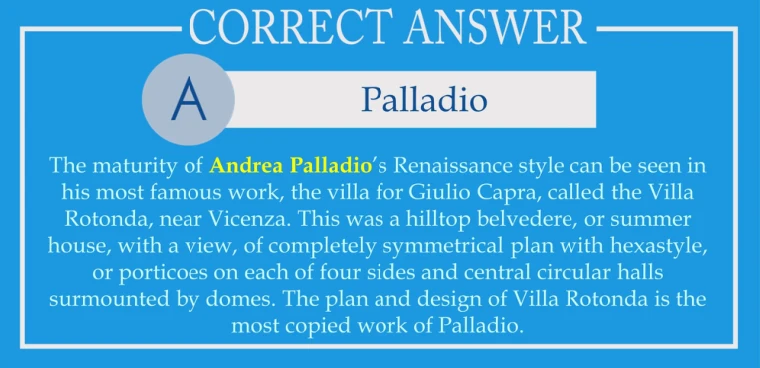 CORRECT ANSWER
A
Palladio
The maturity of Andrea Palladio's Renaissance style can be seen in
his most famous work, the villa for Giulio Capra, called the Villa
Rotonda, near Vicenza. This was a hilltop belvedere, or summer
house, with a view, of completely symmetrical plan with hexastyle,
or porticoes on each of four sides and central circular halls
surmounted by domes. The plan and design of Villa Rotonda is the
most copied work of Palladio.